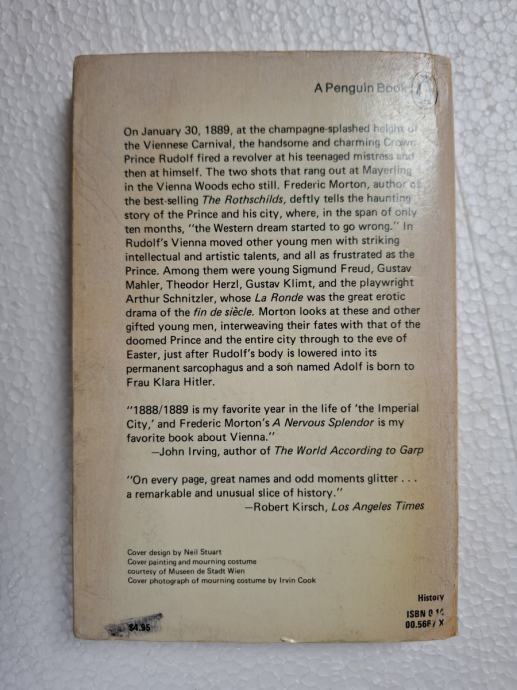 A Penguin Book
On January 30, 1889, at the champagne-splashed height of
the Viennese Carnival, the handsome and charming Crown
Prince Rudolf fired a revolver at his teenaged mistress and
then at himself. The two shots that rang out at Mayerling
in the Vienna Woods echo still. Frederic Morton, author of
the best-selling The Rothschilds, deftly tells the haunting
story of the Prince and his city, where, in the span of only
ten months, "the Western dream started to go wrong." In
Rudolf's Vienna moved other young men with striking
intellectual and artistic talents, and all as frustrated as the
Prince. Among them were young Sigmund Freud, Gustav
Mahler, Theodor Herzl, Gustav Klimt, and the playwright
Arthur Schnitzler, whose La Ronde was the great erotic
drama of the fin de siècle. Morton looks at these and other
gifted young men, interweaving their fates with that of the
doomed Prince and the entire city through to the eve of
Easter, just after Rudolf's body is lowered into its
permanent sarcophagus and a son named Adolf is born to
Frau Klara Hitler.
"1888/1889 is my favorite year in the life of 'the Imperial
City,' and Frederic Morton's A Nervous Splendor is my
favorite book about Vienna."
—John Irving, author of The World According to Garp
"On every page, great names and odd moments glitter . . .
a remarkable and unusual slice of history."
—Robert Kirsch, Los Angeles Times
Cover design by Neil Stuart
Cover painting and mourning costume
courtesy of Museen de Stadt Wien
Cover photograph of mourning costume by Irvin Cook
History
ISBN 0 14
00.5667 X
$4.95